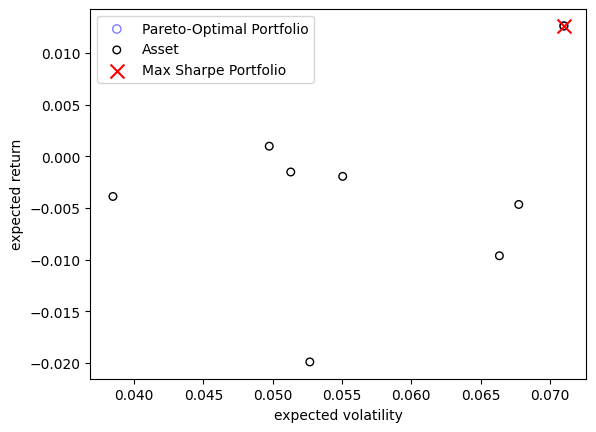 Pareto-Optimal Portfolio
Asset
Max Sharpe Portfolio
0.010
0.005
0.000
−0.005
−0.010
−0.015
−0.020
expected return
0.040 0.045 0.050 0.055 0.060 0.065 0.070
expected volatility